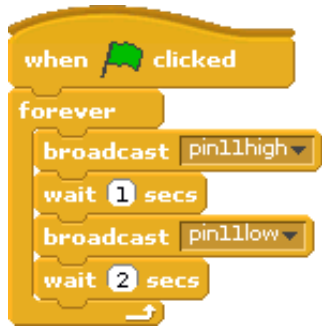 when clicked
forever
broadcast pin11high
wait 1 secs
broadcast pin11low
wait 2 secs